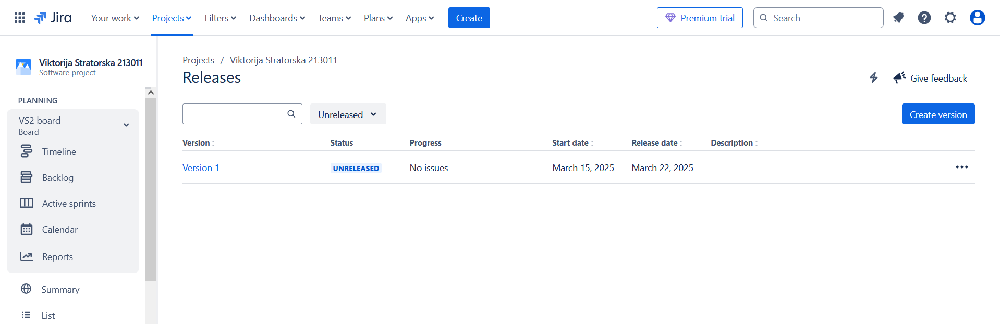 Jira Your work Projects Filters Dashboards Teams Plans Apps Create Premium trial Search
Viktorija Stratorska 213011
Software project
PLANNING
VS2 board
Board
Timeline
Backlog
Active sprints
Calendar
Reports
Summary
List
Projects / Viktorija Stratorska 213011
Releases
Give feedback
Unreleased
Create version
Version Status Progress Start date Release date Description
Version 1 UNRELEASED No issues March 15, 2025 March 22, 2025